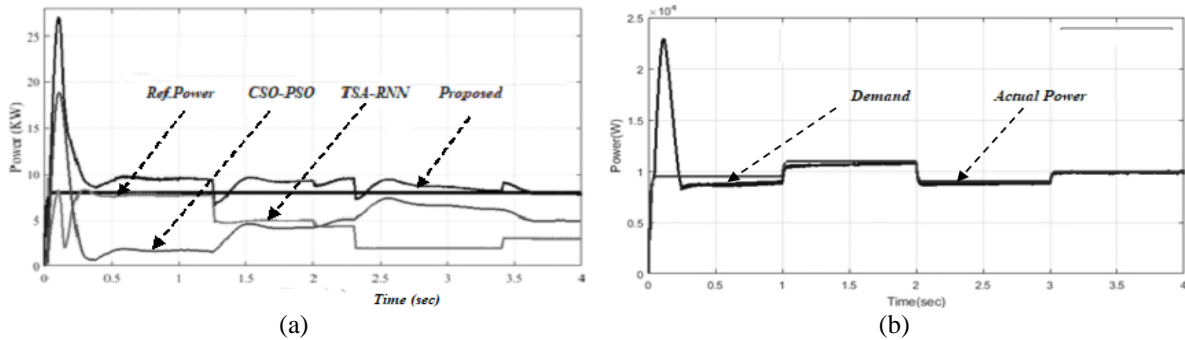 Ref.Power CSO-PSO TSA-RNN Proposed
Power (KW)
25
20
15
10
5
0
0 0.5 1 1.5 2 2.5 3 3.5 4
Time (sec)
(a)
2.5 × 10⁶
Demand Actual Power
Power(W)
2
1.5
1
0.5
0
0 0.5 1 1.5 2 2.5 3 3.5 4
Time(sec)
(b)